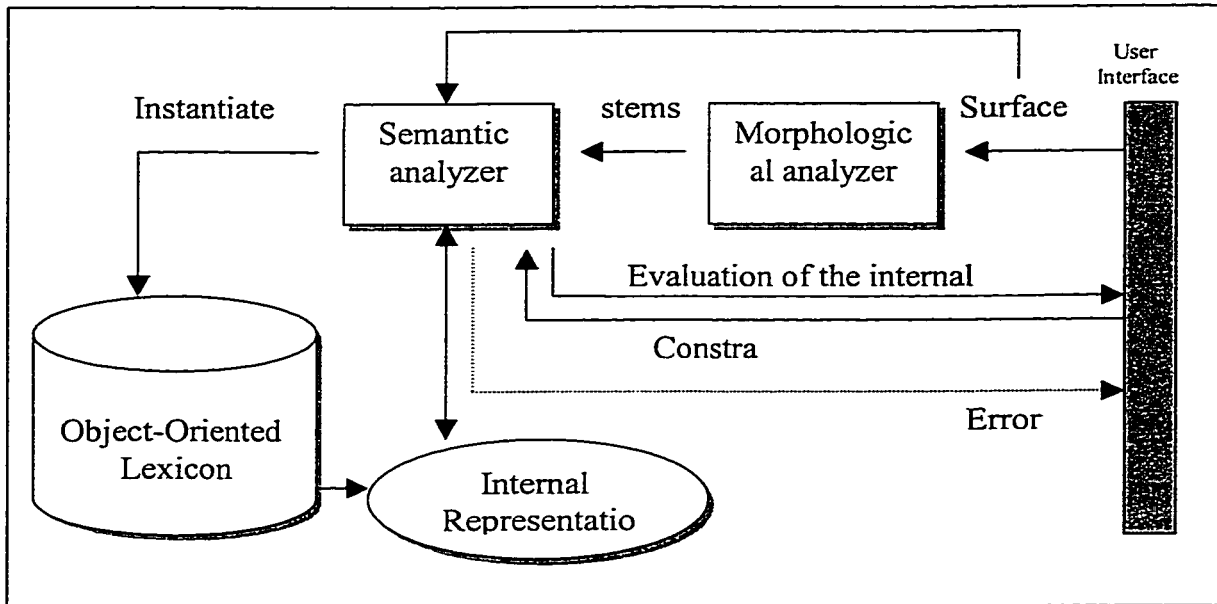 User
Interface
Instantiate
stems
Surface
Semantic
analyzer
Morphologic
al analyzer
Evaluation of the internal
Constra
Error
Object-Oriented
Lexicon
Internal
Representatio